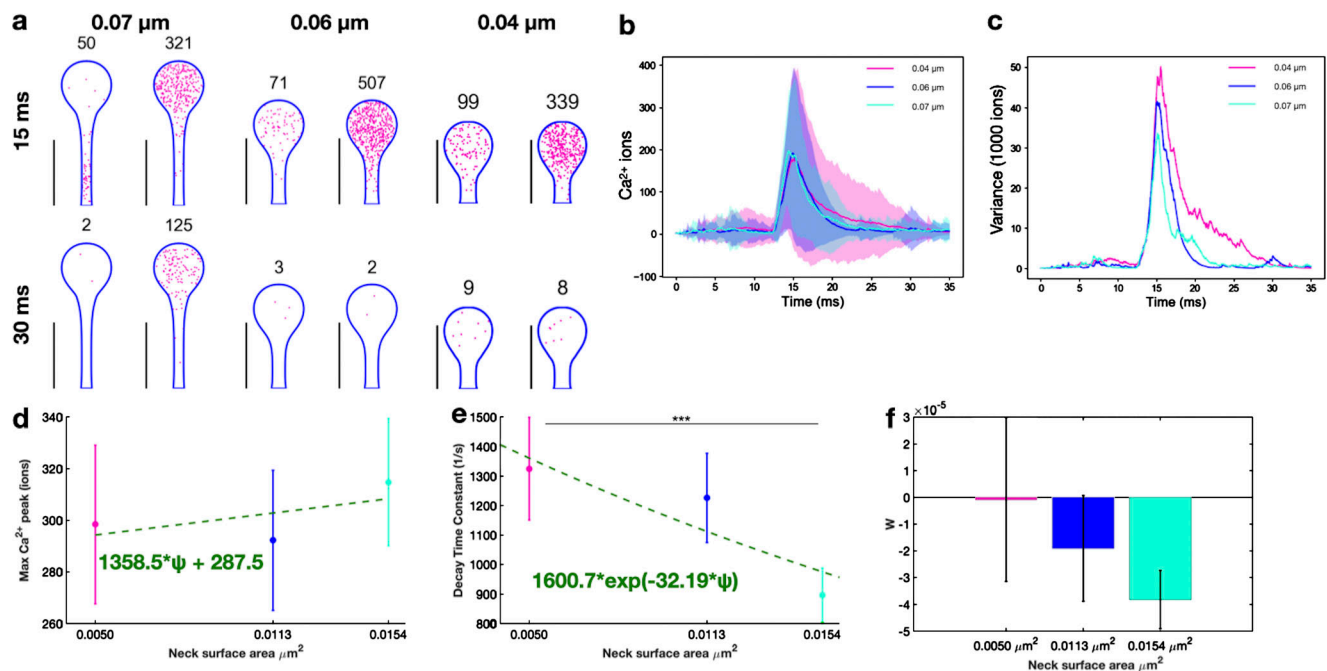 a
0.07 μm 0.06 μm 0.04 μm
50 321 71 507 99 339
15 ms
2 125 3 2 9 8
30 ms
b
400
300
200
100
0
−100
Ca²⁺ ions
0.04 μm
0.06 μm
0.07 μm
0 5 10 15 20 25 30 35
Time (ms)
c
50
40
30
20
10
0
Variance (1000 ions)
0.04 μm
0.06 μm
0.07 μm
0 5 10 15 20 25 30 35
Time (ms)
d
340
320
300
280
260
Max Ca²⁺ peak (ions)
1358.5*ψ + 287.5
0.0050 0.0113 0.0154
Neck surface area μm²
e
1500
1400
1300
1200
1100
1000
900
800
Decay Time Constant (1/s)
***
1600.7*exp(-32.19*ψ)
0.0050 0.0113 0.0154
Neck surface area μm²
f
×10⁻⁵
3
2
1
0
-1
-2
-3
-4
-5
W
0.0050 μm² 0.0113 μm² 0.0154 μm²
Neck surface area μm²